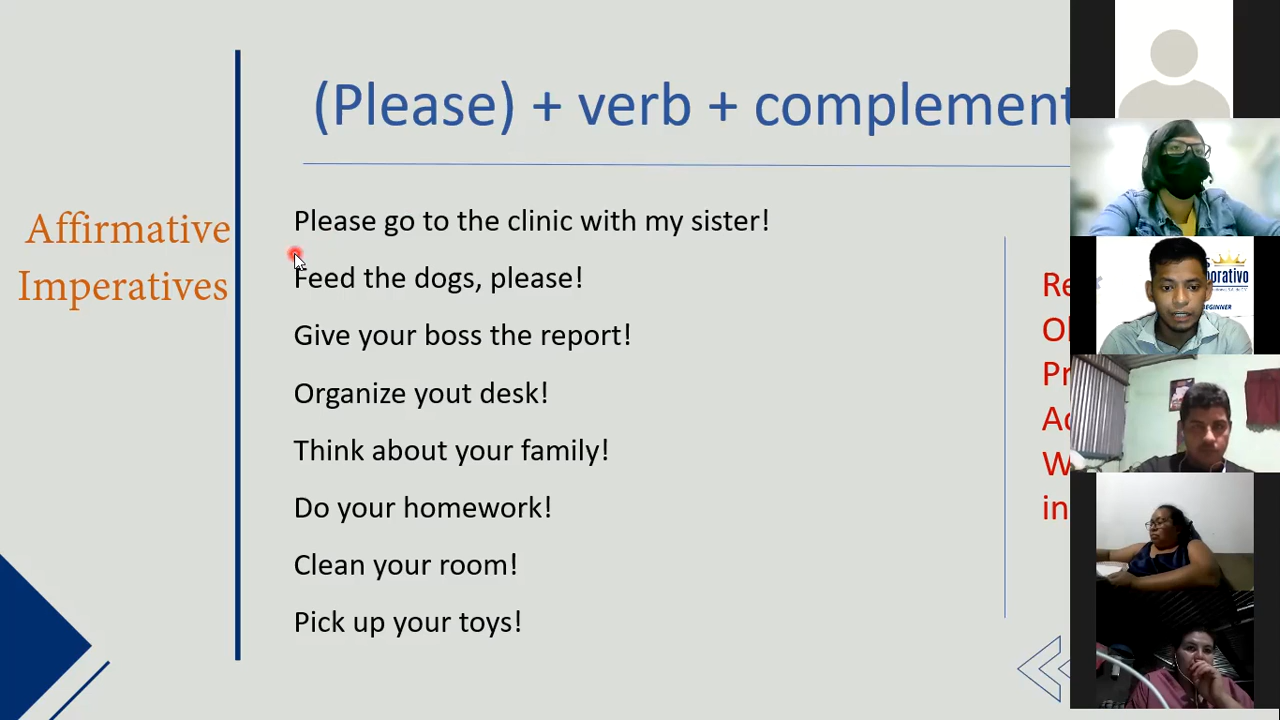 (Please) + verb + complement
Affirmative
Imperatives
Please go to the clinic with my sister!
Feed the dogs, please!
Give your boss the report!
Organize yout desk!
Think about your family!
Do your homework!
Clean your room!
Pick up your toys!
in